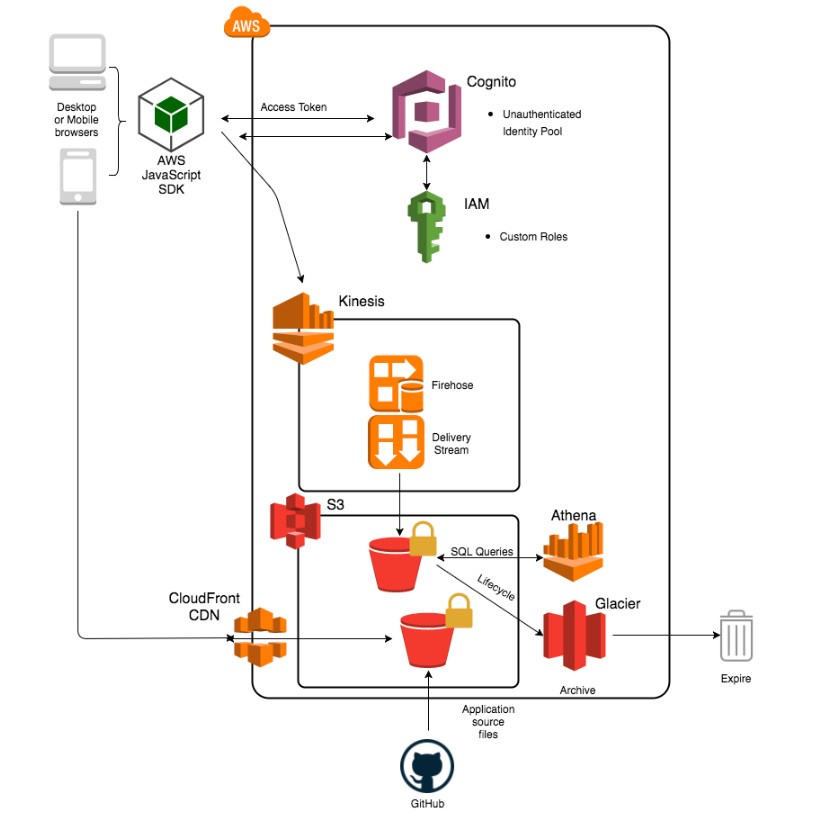 AWS
Desktop
or Mobile
browsers
AWS
JavaScript
SDK
Access Token
Cognito
• Unauthenticated
Identity Pool
IAM
• Custom Roles
Kinesis
Firehose
Delivery
Stream
S3
Athena
SQL Queries
Lifecycle
CloudFront
CDN
Glacier
Archive
Expire
Application
source
files
GitHub